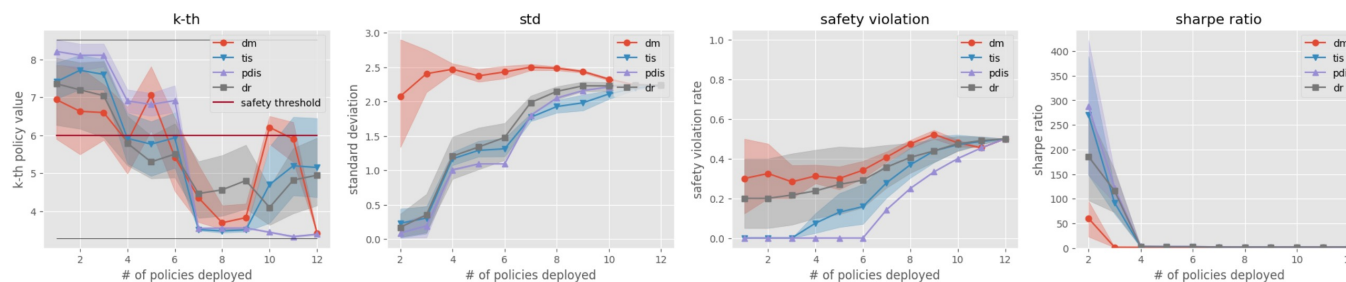 k-th
k-th policy value
8
7
6
5
4
dm
tis
pdis
dr
safety threshold
2 4 6 8 10 12
# of policies deployed
std
standard deviation
3.0
2.5
2.0
1.5
1.0
0.5
0.0
dm
tis
pdis
dr
2 4 6 8 10 12
# of policies deployed
safety violation
safety violation rate
1.0
0.8
0.6
0.4
0.2
0.0
dm
tis
pdis
dr
2 4 6 8 10 12
# of policies deployed
sharpe ratio
sharpe ratio
400
350
300
250
200
150
100
50
0
dm
tis
pdis
dr
2 4 6 8 10 12
# of policies deployed